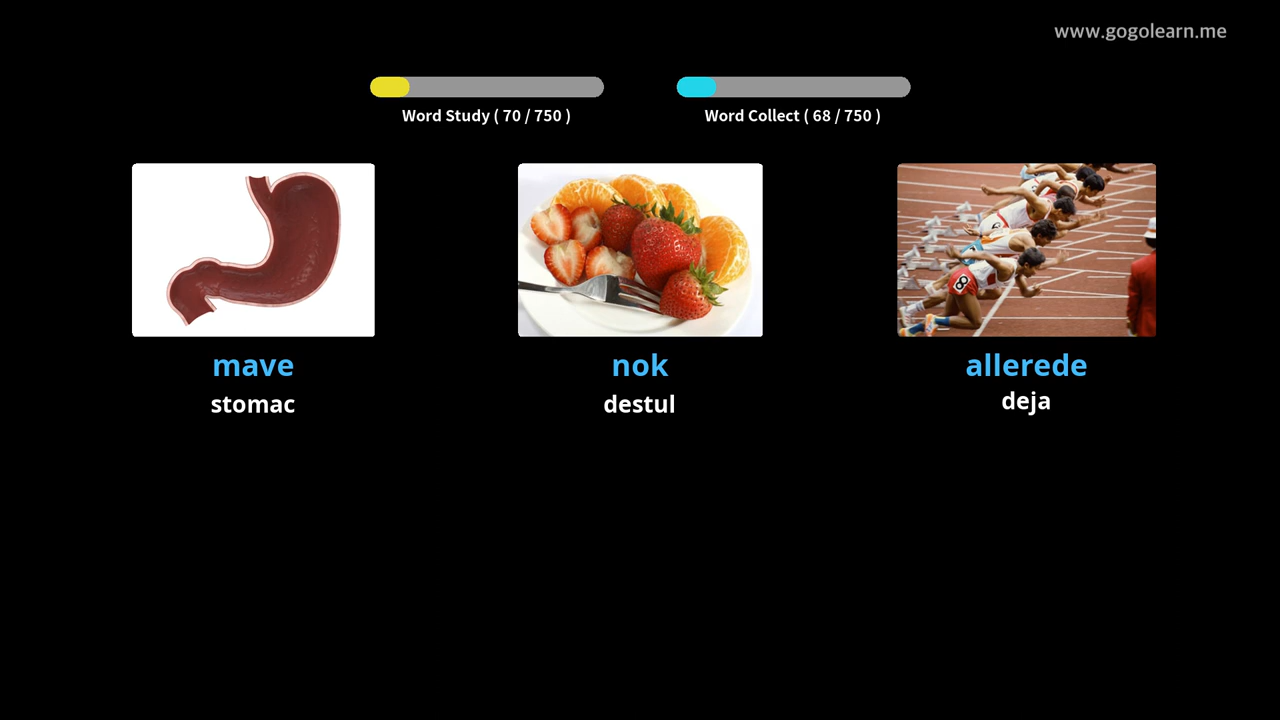 www.gogolearn.me
Word Study ( 70 / 750 )
Word Collect ( 68 / 750 )
mave
nok
allerede
stomac
destul
deja